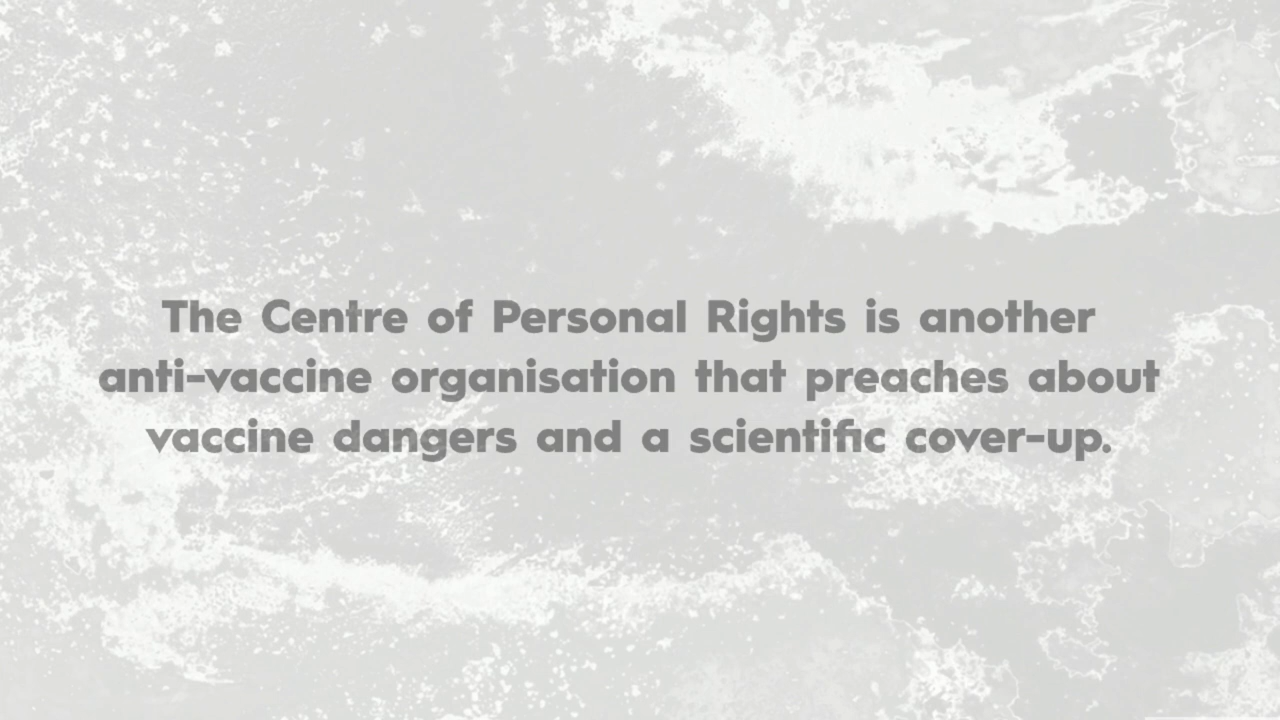 The Centre of Personal Rights is another
anti-vaccine organisation that preaches about
vaccine dangers and a scientific cover-up.